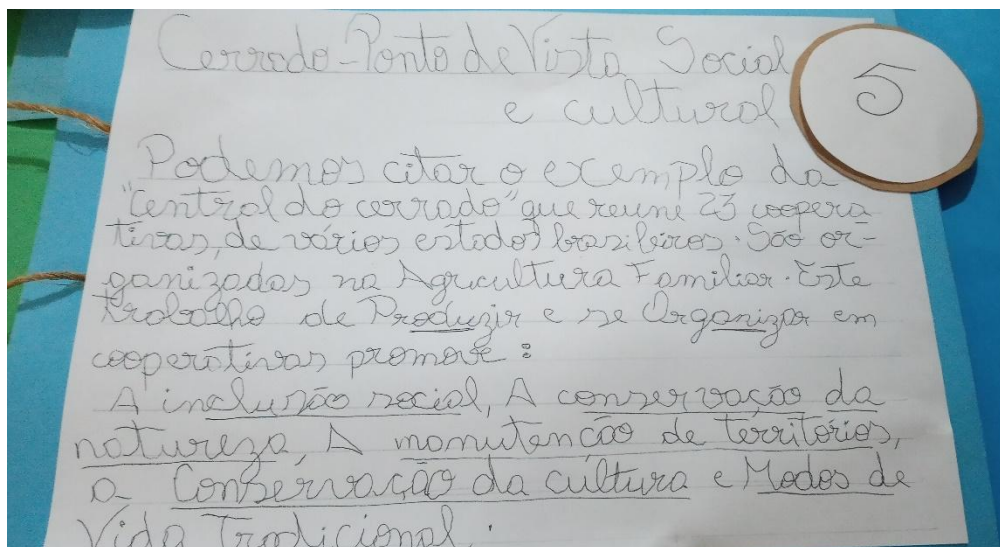 Cerrado-Ponto de Vista Social
e cultural
5
Podemos citar o exemplo da
"Central do cerrado" que reune 23 coopera
tivas, de vários estados brasileiros. São or-
ganizadas na Agricultura Familiar. Este
trabalho de Produzir e se Organizar em
cooperativas promove:
A inclusão social, A conservação da
natureza, A manutenção de territórios,
a Conservação da cultura e Modos de
Vida Tradicional.